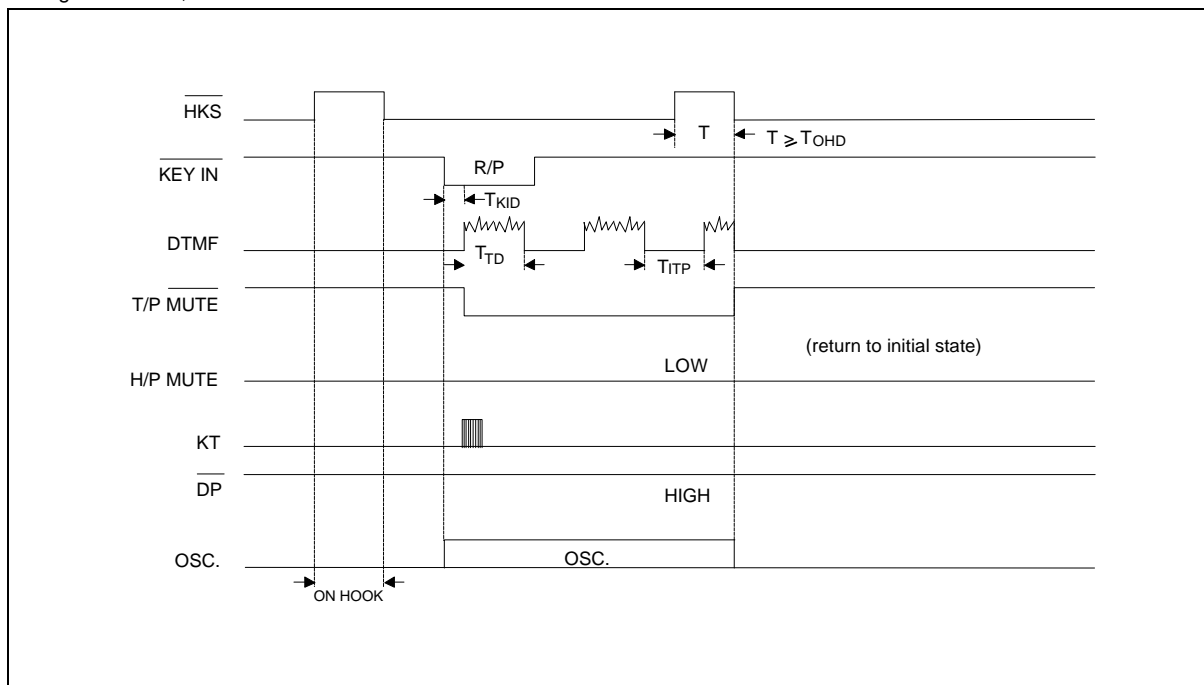 HKS
T
T ⩾ TOHD
KEY IN
R/P
TKID
DTMF
TTD
TITP
T/P MUTE
(return to initial state)
LOW
H/P MUTE
KT
DP
HIGH
OSC.
OSC.
ON HOOK